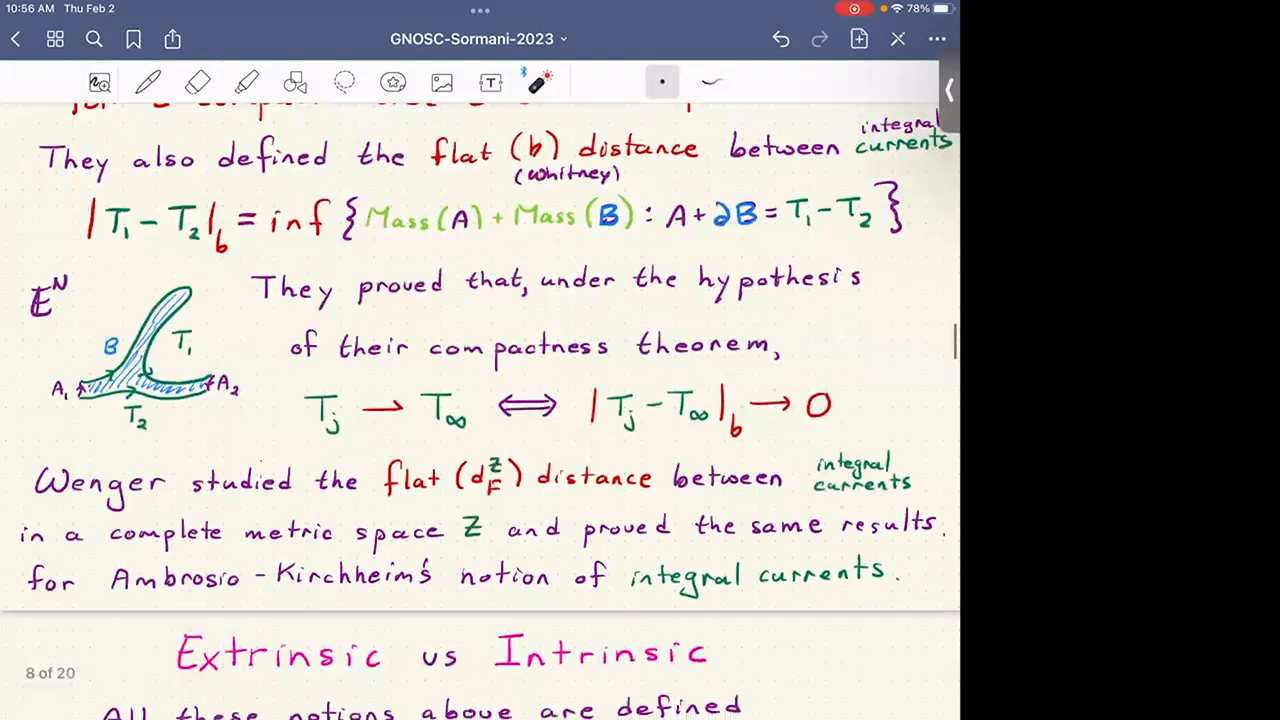 10:56 AM Thu Feb 2
78%
GNOSC-Sormani-2023
They also defined the flat (b) distance between integral currents
(Whitney)
|T₁ - T₂|b = inf { Mass(A) + Mass(B) : A + ∂B = T₁ - T₂ }
Eᴺ
They proved that, under the hypothesis
of their compactness theorem,
B T₁
A₁ A₂
T₂
Tj → T∞ ⟺ |Tj - T∞|b → 0
Wenger studied the flat (d_F^Z) distance between integral currents
in a complete metric space Z and proved the same results.
for Ambrosio-Kirchheim's notion of integral currents.
Extrinsic vs Intrinsic
8 of 20
All these notions above are defined